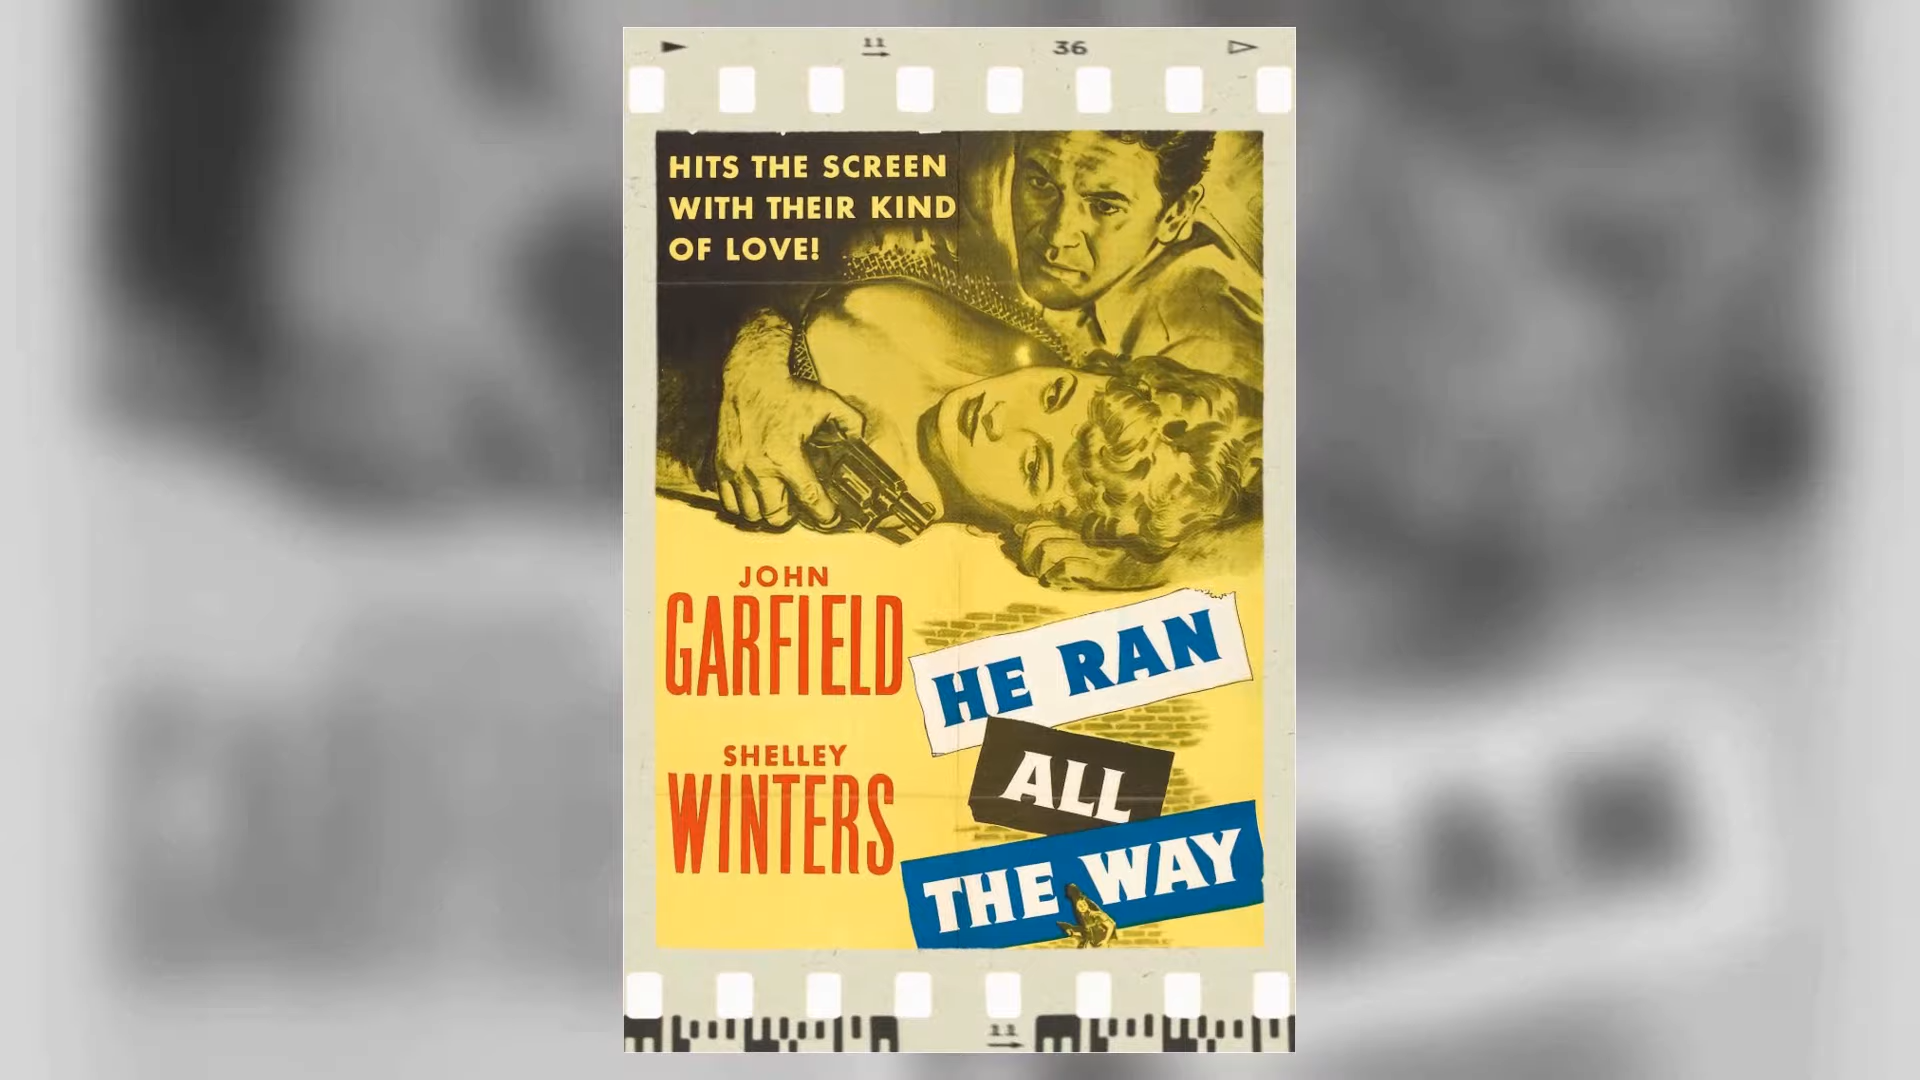 11
36
HITS THE SCREEN
WITH THEIR KIND
OF LOVE!
JOHN
GARFIELD
HE RAN
ALL
THE WAY
SHELLEY
WINTERS
11